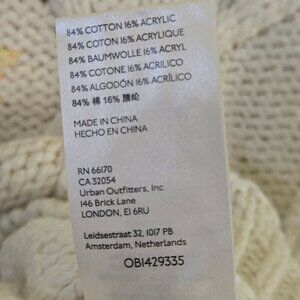 84% COTTON 16% ACRYLIC
84% COTON 16% ACRYLIQUE
84% BAUMWOLLE 16% ACRYL
84% COTONE 16% ACRILICO
84% ALGODÓN 16% ACRÍLICO
84% 棉 16% 腈纶
MADE IN CHINA
HECHO EN CHINA
RN 66170
CA 32054
Urban Outfitters, Inc.
146 Brick Lane
LONDON, E1 6RU
Leidsestraat 32, 1017 PB
Amsterdam, Netherlands
OB1429335